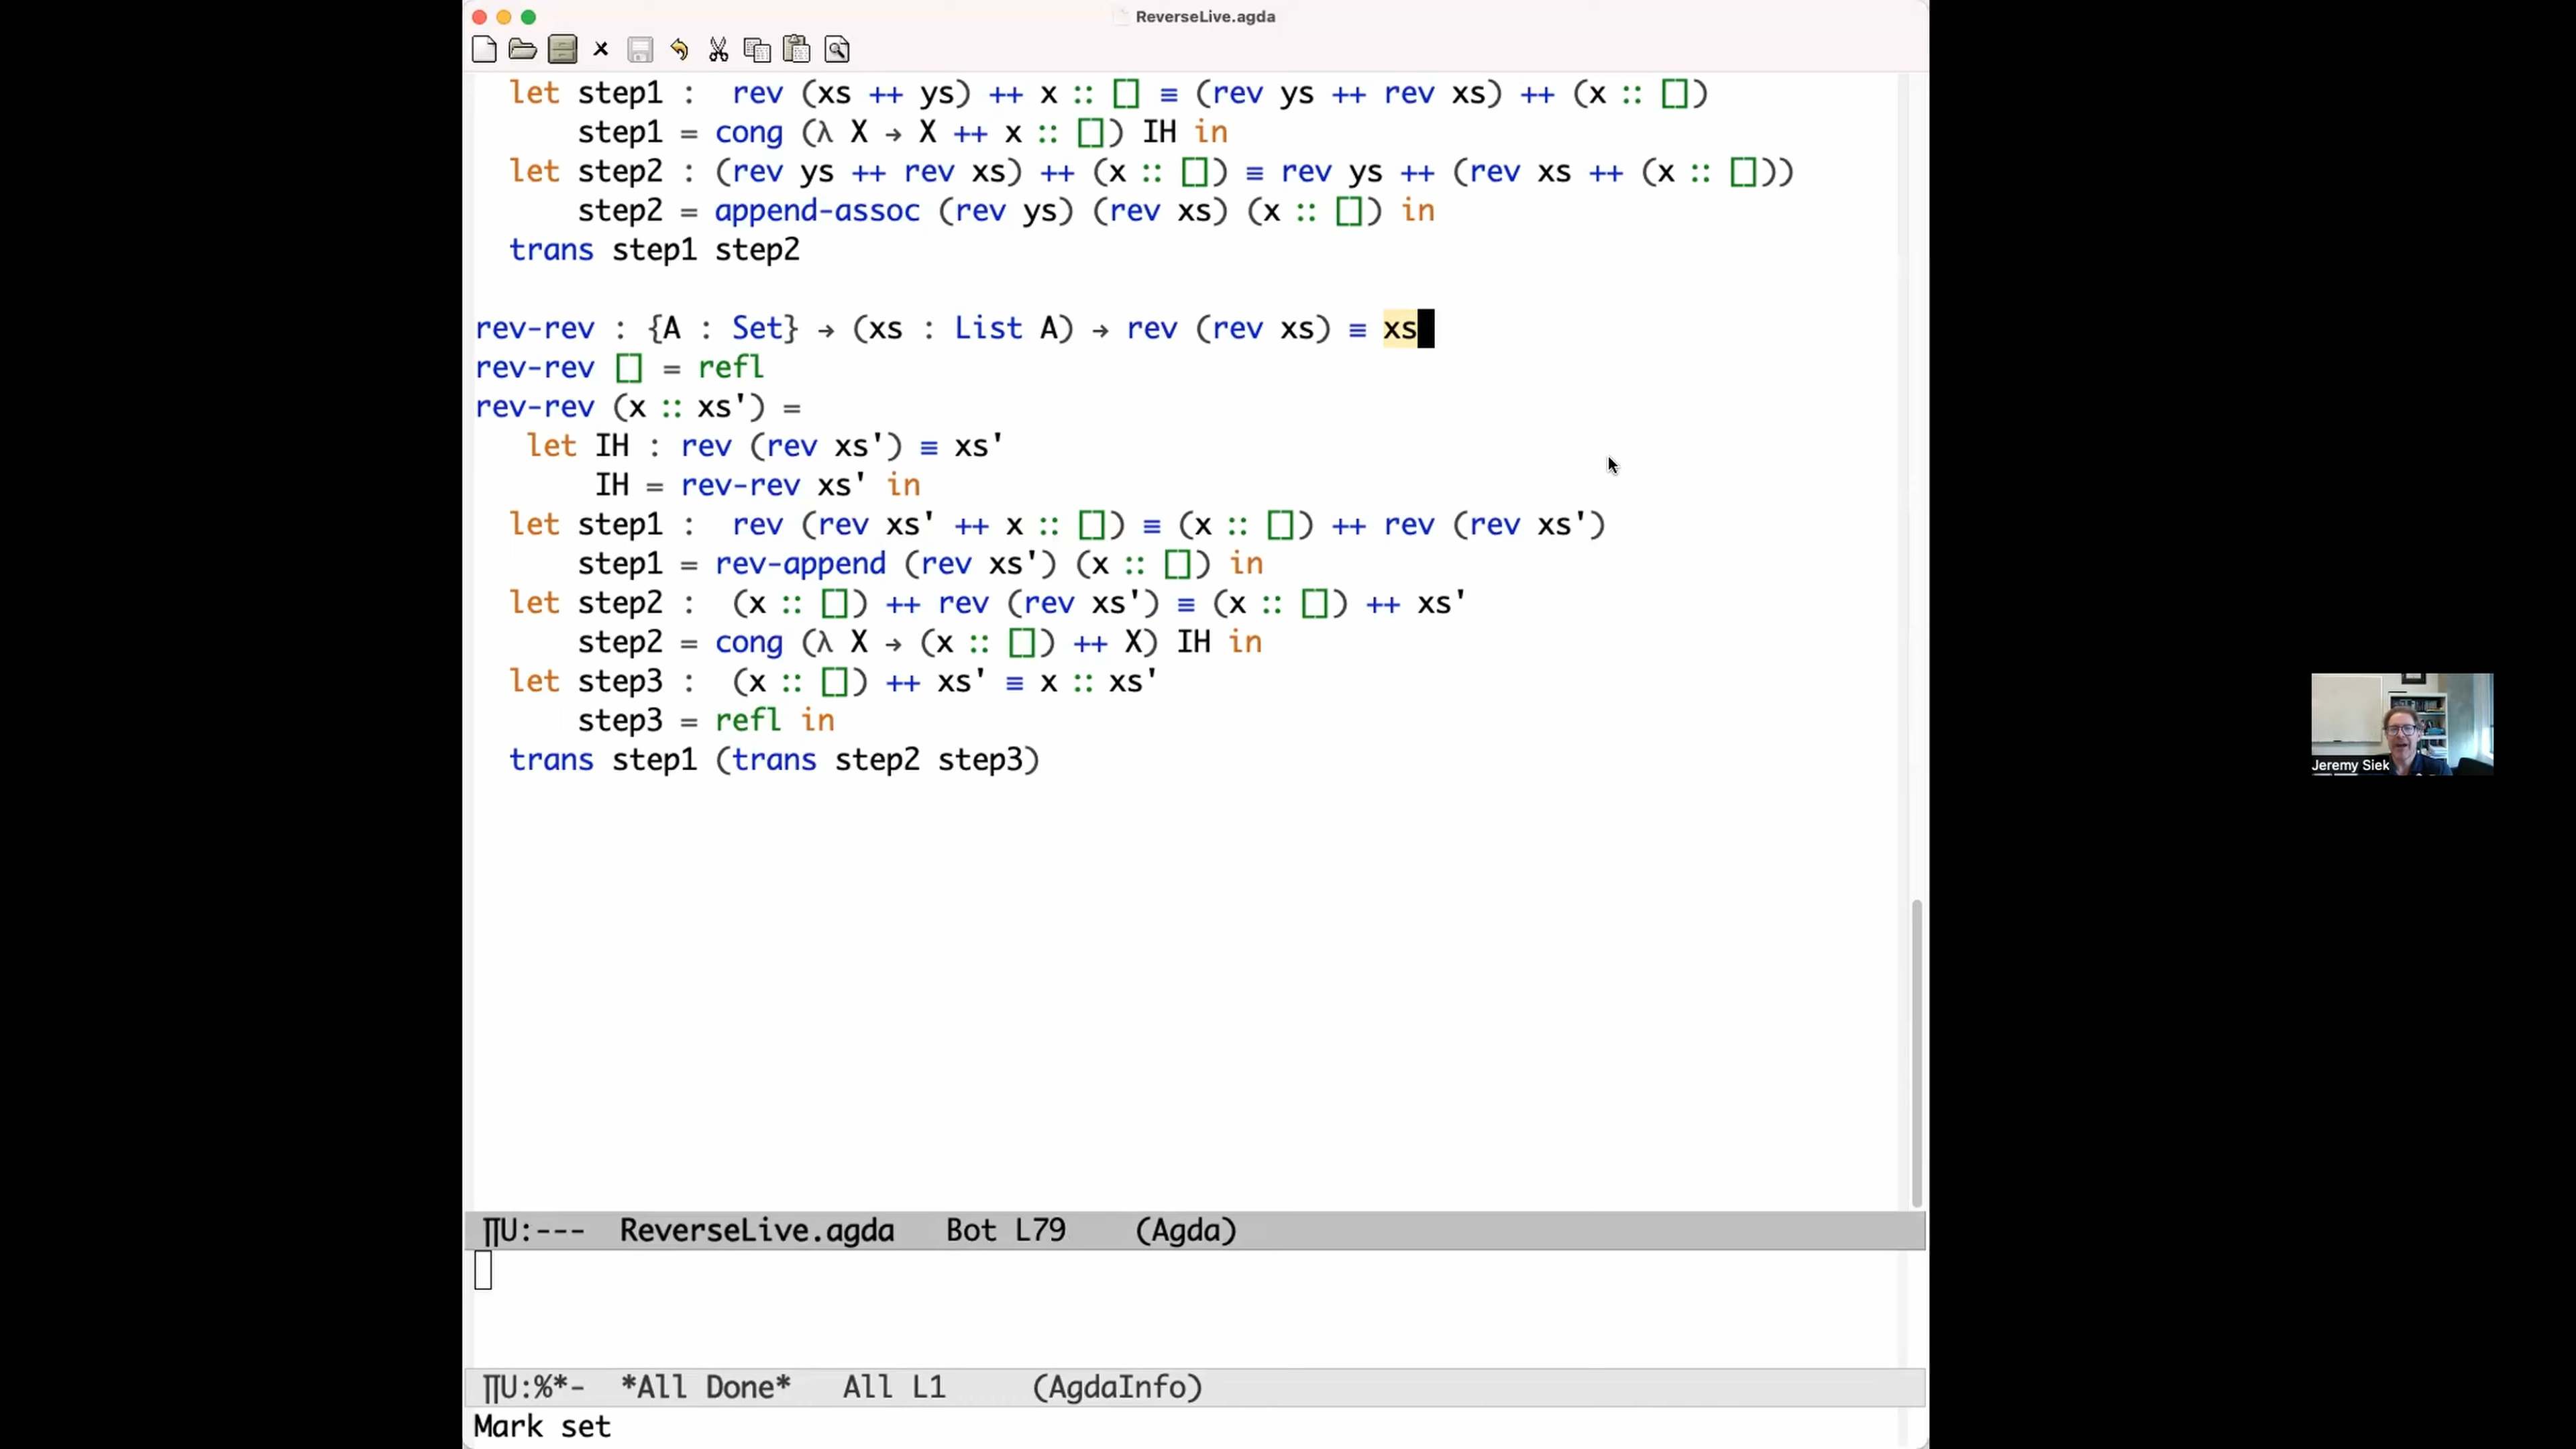 ReverseLive.agda
let step1 :  rev (xs ++ ys) ++ x :: [] ≡ (rev ys ++ rev xs) ++ (x :: [])
step1 = cong (λ X → X ++ x :: []) IH in
let step2 : (rev ys ++ rev xs) ++ (x :: []) ≡ rev ys ++ (rev xs ++ (x :: []))
step2 = append-assoc (rev ys) (rev xs) (x :: []) in
trans step1 step2
rev-rev : {A : Set} → (xs : List A) → rev (rev xs) ≡ xs
rev-rev [] = refl
rev-rev (x :: xs') =
let IH : rev (rev xs') ≡ xs'
IH = rev-rev xs' in
let step1 :  rev (rev xs' ++ x :: []) ≡ (x :: []) ++ rev (rev xs')
step1 = rev-append (rev xs') (x :: []) in
let step2 :  (x :: []) ++ rev (rev xs') ≡ (x :: []) ++ xs'
step2 = cong (λ X → (x :: []) ++ X) IH in
let step3 :  (x :: []) ++ xs' ≡ x :: xs'
step3 = refl in
trans step1 (trans step2 step3)
Jeremy Siek
∏U:---  ReverseLive.agda   Bot L79    (Agda)
∏U:%*-  *All Done*   All L1     (AgdaInfo)
Mark set